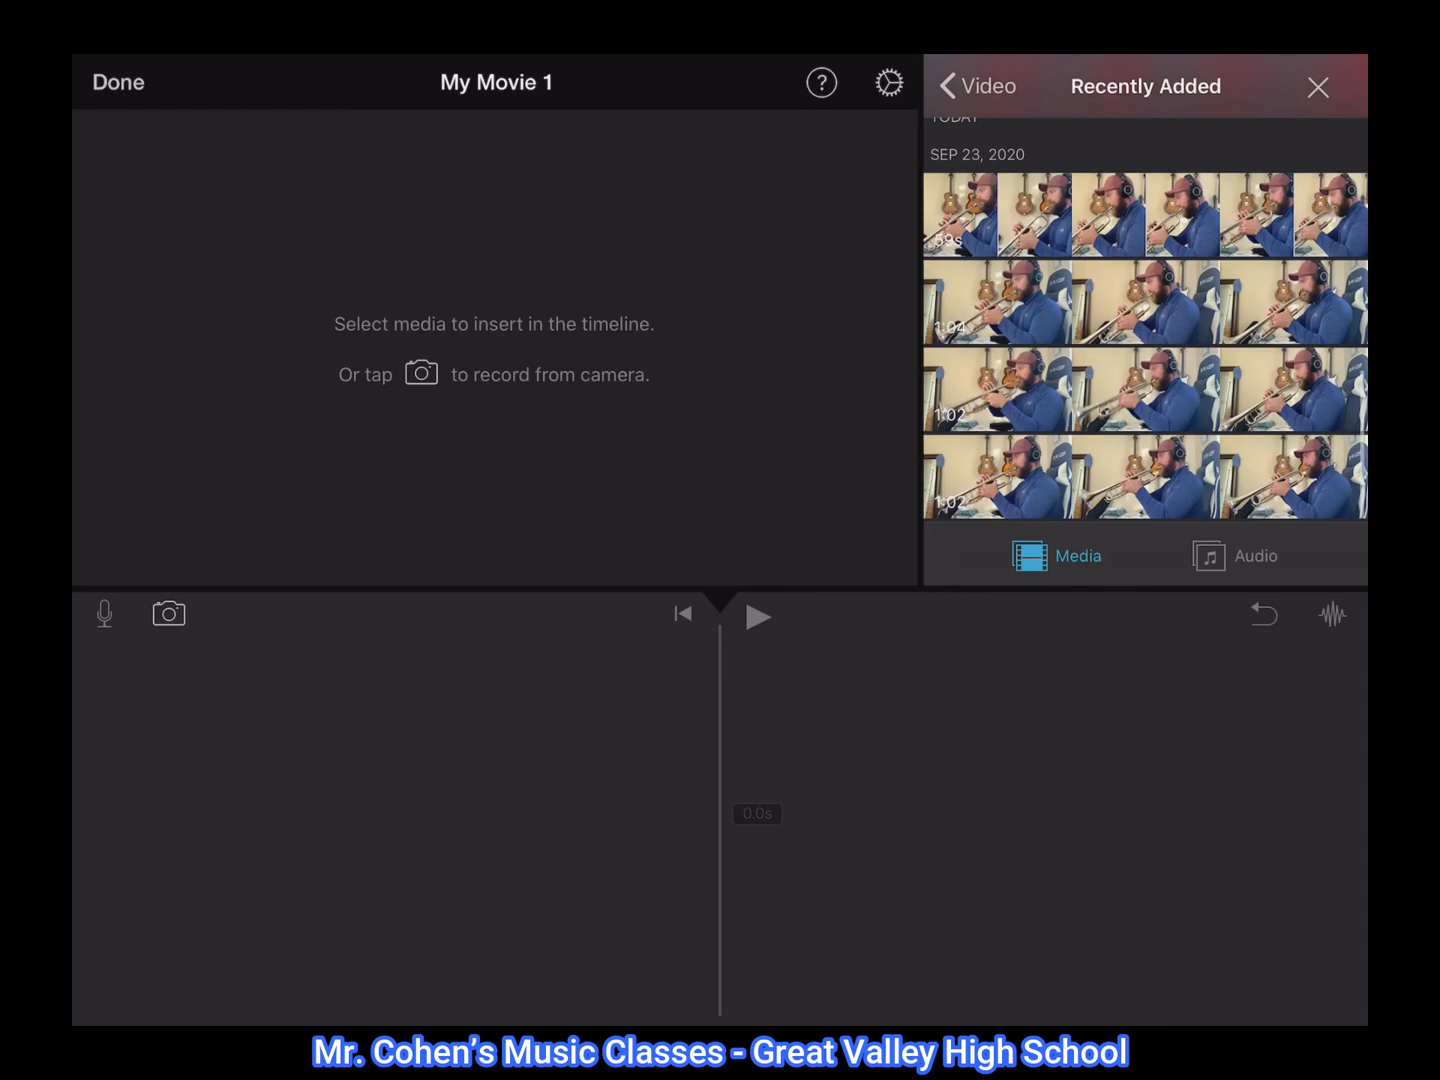 Done
My Movie 1
?
Video
Recently Added
TODAY
SEP 23, 2020
59s
1:04
1:02
1:02
Select media to insert in the timeline.
Or tap to record from camera.
Media
Audio
0.0s
Mr. Cohen's Music Classes - Great Valley High School